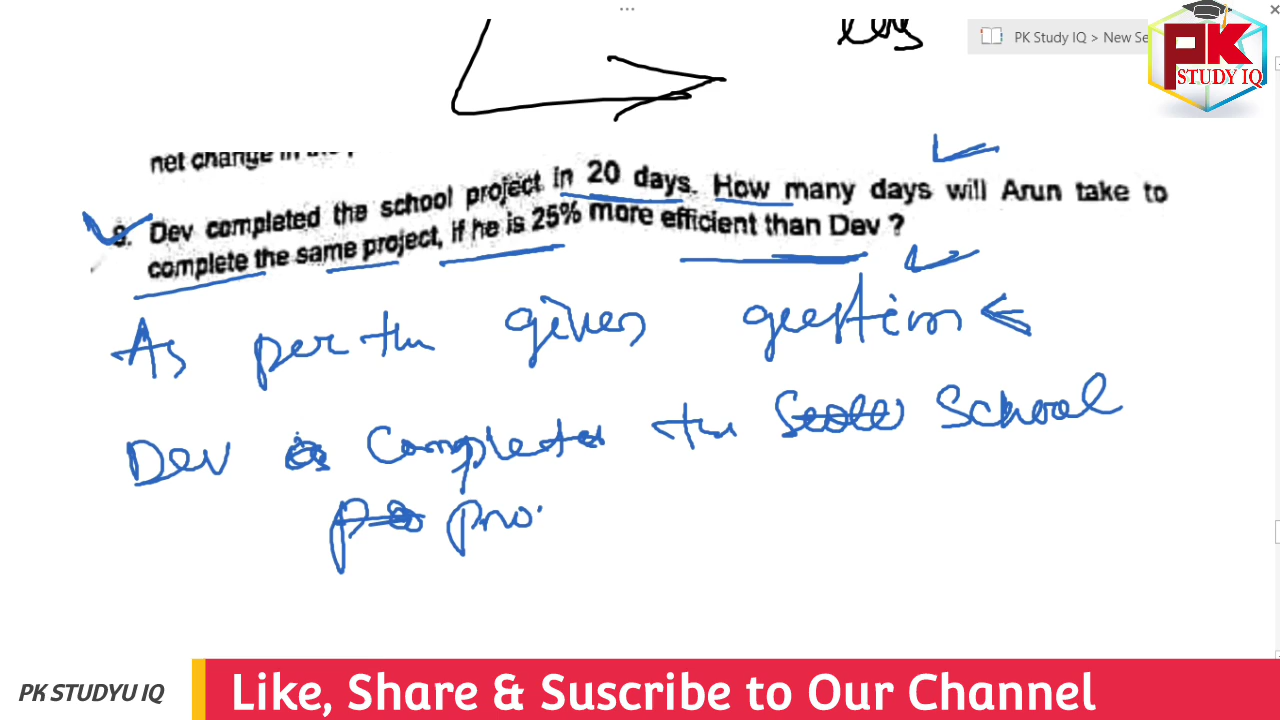 ...
les
PK Study IQ > New Se
PK
STUDY IQ
net change in the
8. Dev completed the school project in 20 days. How many days will Arun take to
complete the same project, if he is 25% more efficient than Dev ?
As per the given question
Dev Complete the School
pro
PK STUDYU IQ
Like, Share & Suscribe to Our Channel